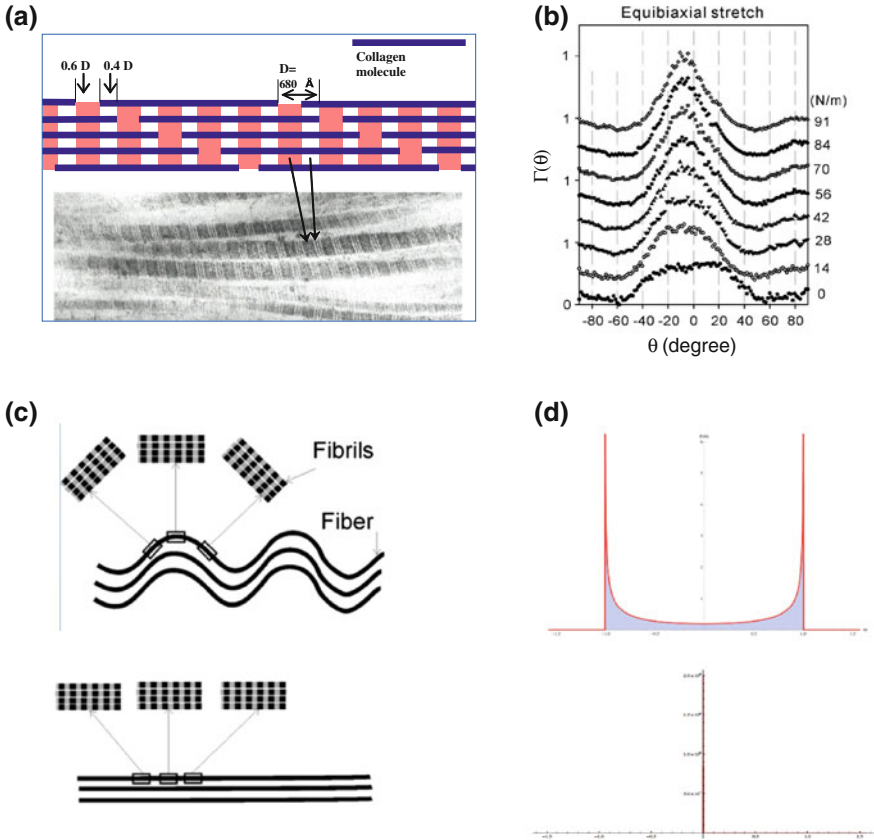 (a)
0.6 D 0.4 D
D=
680 Å
Collagen
molecule
(b)
Equibiaxial stretch
(N/m)
1 91
84
1 70
56
1 42
28
1 14
0 0
Γ(θ)
-80 -60 -40 -20 0 20 40 60 80
θ (degree)
(c)
Fibrils
Fiber
(d)